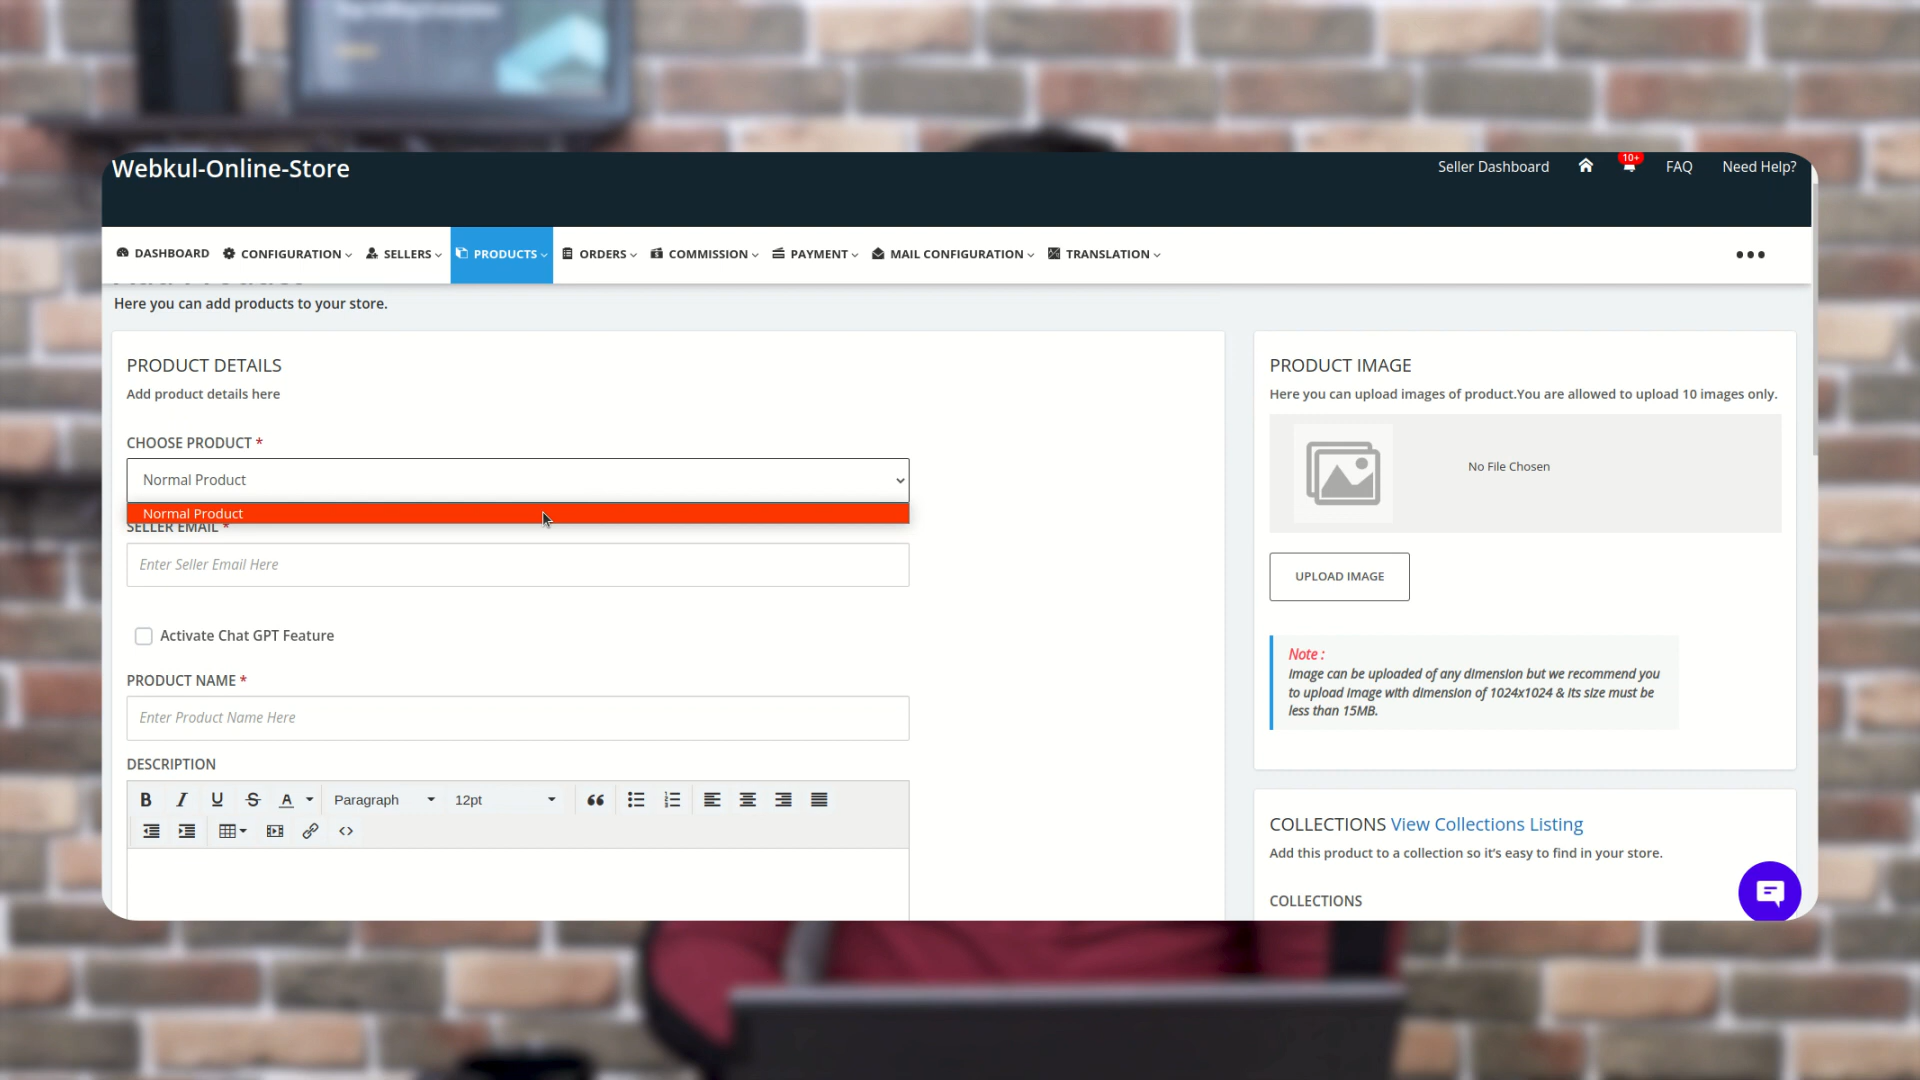 Webkul-Online-Store
Seller Dashboard
10+
FAQ
Need Help?
DASHBOARD
CONFIGURATION
SELLERS
PRODUCTS
ORDERS
COMMISSION
PAYMENT
MAIL CONFIGURATION
TRANSLATION
Here you can add products to your store.
PRODUCT DETAILS
Add product details here
CHOOSE PRODUCT *
Normal Product
Normal Product
SELLER EMAIL *
Enter Seller Email Here
Activate Chat GPT Feature
PRODUCT NAME *
Enter Product Name Here
DESCRIPTION
B I U S A Paragraph 12pt
PRODUCT IMAGE
Here you can upload images of product.You are allowed to upload 10 images only.
No File Chosen
UPLOAD IMAGE
Note :
Image can be uploaded of any dimension but we recommend you
to upload image with dimension of 1024x1024 & its size must be
less than 15MB.
COLLECTIONS View Collections Listing
Add this product to a collection so it's easy to find in your store.
COLLECTIONS